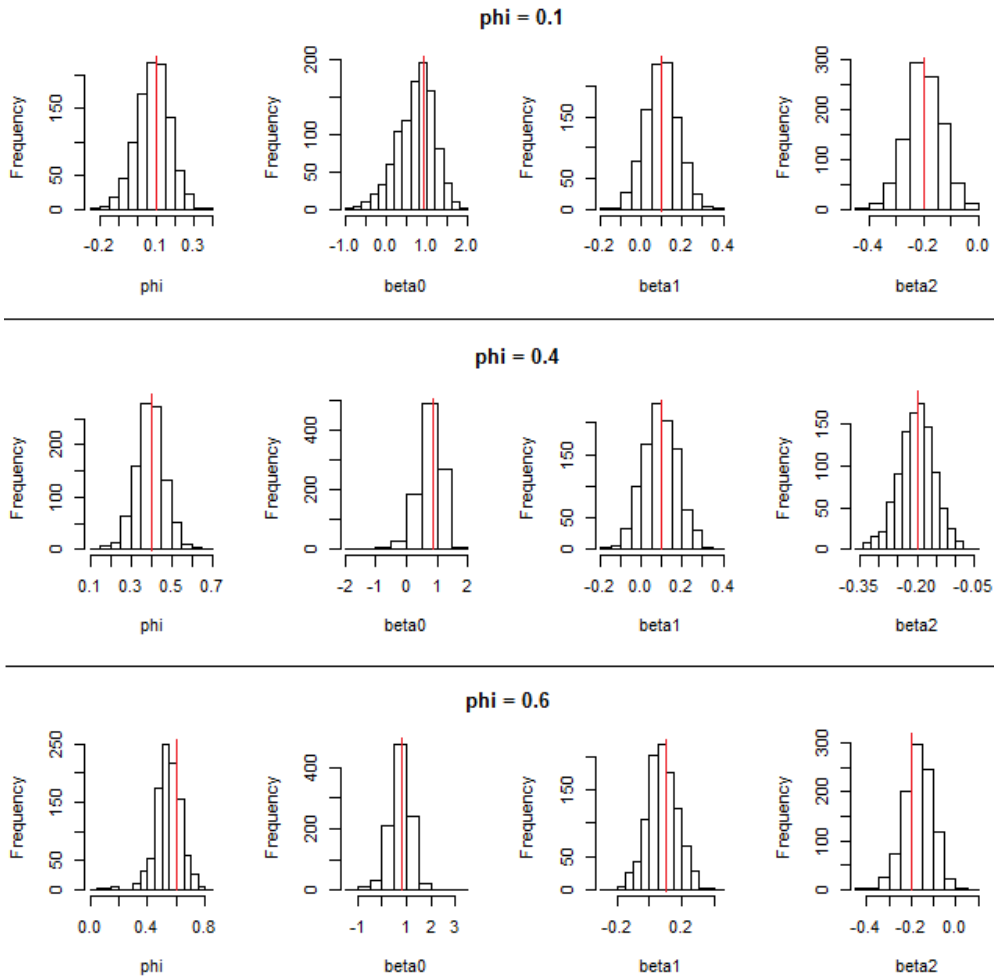 phi = 0.1
Frequency
0 50 150
-0.2 0.1 0.3
phi
Frequency
0 50 100 150 200
-1.0 0.0 1.0 2.0
beta0
Frequency
0 50 150
-0.2 0.0 0.2 0.4
beta1
Frequency
0 100 200 300
-0.4 -0.2 0.0
beta2
phi = 0.4
Frequency
0 100 200
0.1 0.3 0.5 0.7
phi
Frequency
0 200 400
-2 -1 0 1 2
beta0
Frequency
0 50 150
-0.2 0.0 0.2 0.4
beta1
Frequency
0 50 100 150
-0.35 -0.20 -0.05
beta2
phi = 0.6
Frequency
0 50 150 250
0.0 0.4 0.8
phi
Frequency
0 200 400
-1 1 2 3
beta0
Frequency
0 50 150
-0.2 0.2
beta1
Frequency
0 100 200 300
-0.4 -0.2 0.0
beta2